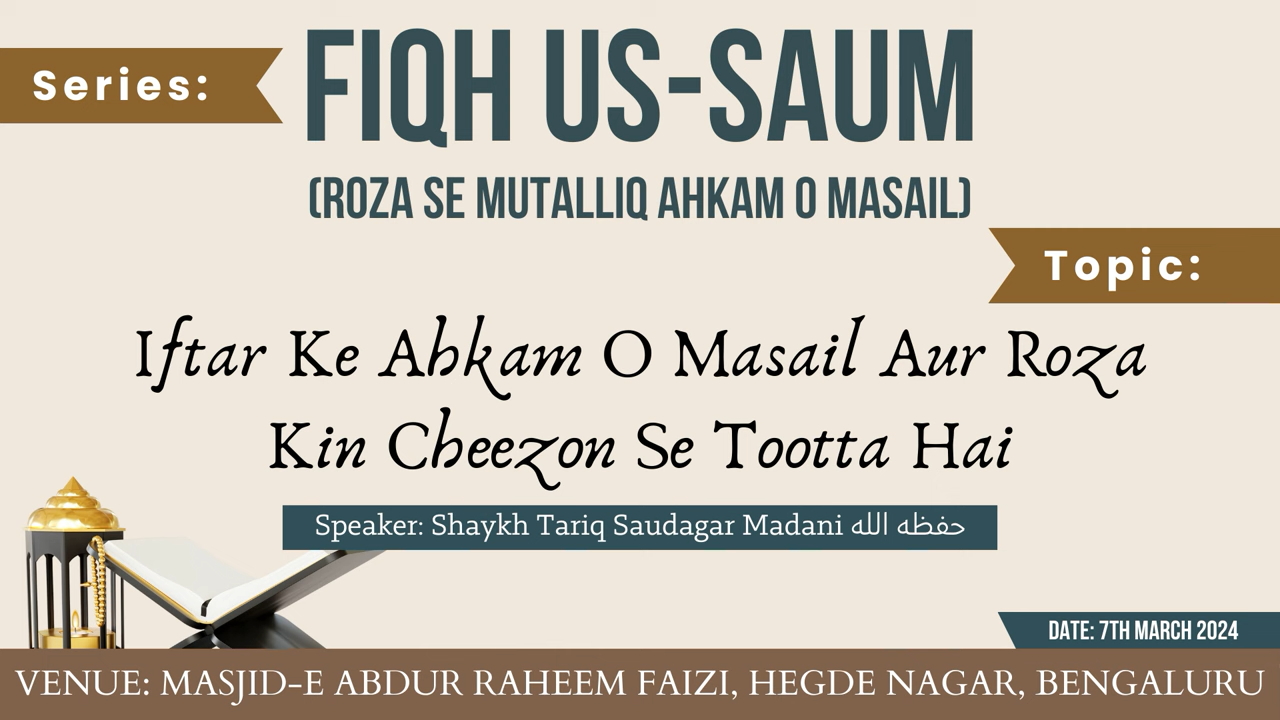 Series:
FIQH US-SAUM
(ROZA SE MUTALLIQ AHKAM O MASAIL)
Topic:
Iftar Ke Ahkam O Masail Aur Roza
Kin Cheezon Se Tootta Hai
Speaker: Shaykh Tariq Saudagar Madani حفظه الله
DATE: 7TH MARCH 2024
VENUE: MASJID-E ABDUR RAHEEM FAIZI, HEGDE NAGAR, BENGALURU